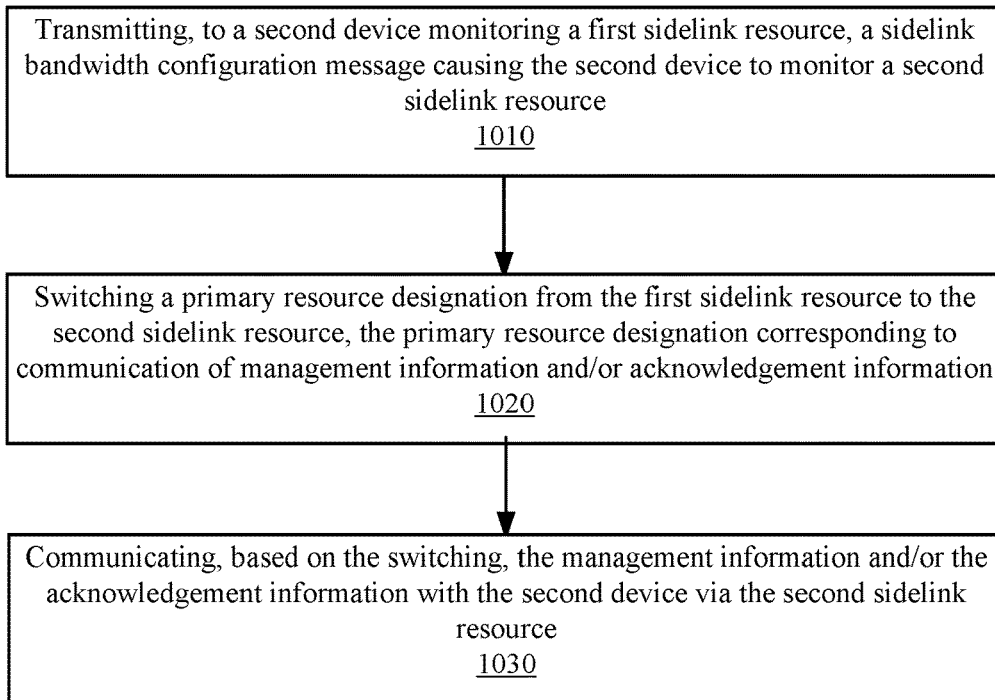 Transmitting, to a second device monitoring a first sidelink resource, a sidelink
bandwidth configuration message causing the second device to monitor a second
sidelink resource
1010
Switching a primary resource designation from the first sidelink resource to the
second sidelink resource, the primary resource designation corresponding to
communication of management information and/or acknowledgement information
1020
Communicating, based on the switching, the management information and/or the
acknowledgement information with the second device via the second sidelink
resource
1030